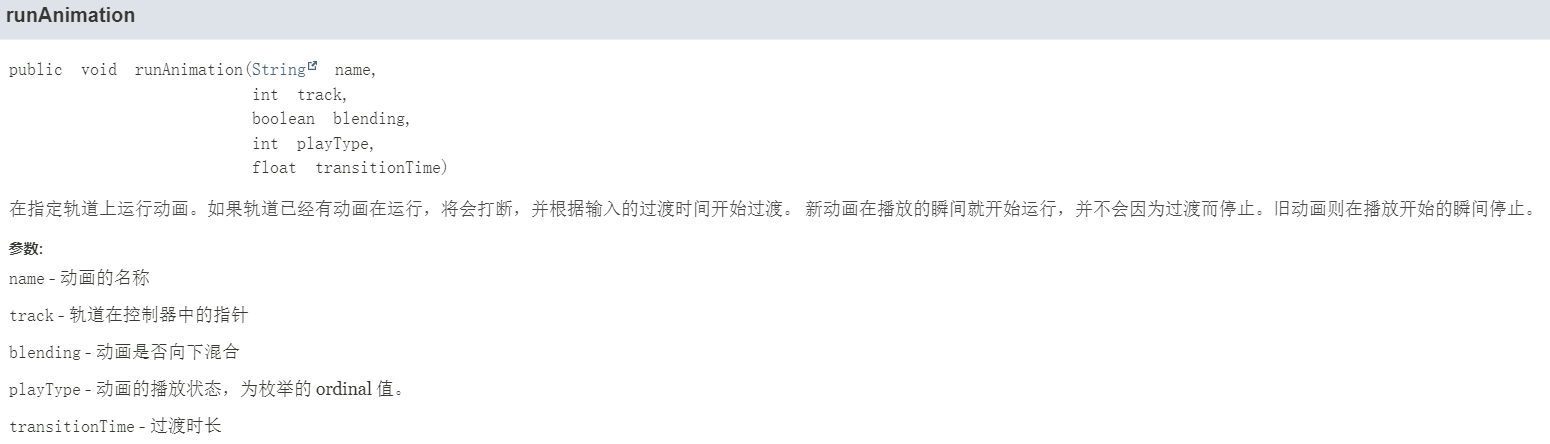 runAnimation
public void runAnimation(String name,
int track,
boolean blending,
int playType,
float transitionTime)
在指定轨道上运行动画。如果轨道已经有动画在运行，将会打断，并根据输入的过渡时间开始过渡。 新动画在播放的瞬间就开始运行，并不会因为过渡而停止。旧动画则在播放开始的瞬间停止。
参数:
name - 动画的名称
track - 轨道在控制器中的指针
blending - 动画是否向下混合
playType - 动画的播放状态，为枚举的 ordinal 值。
transitionTime - 过渡时长